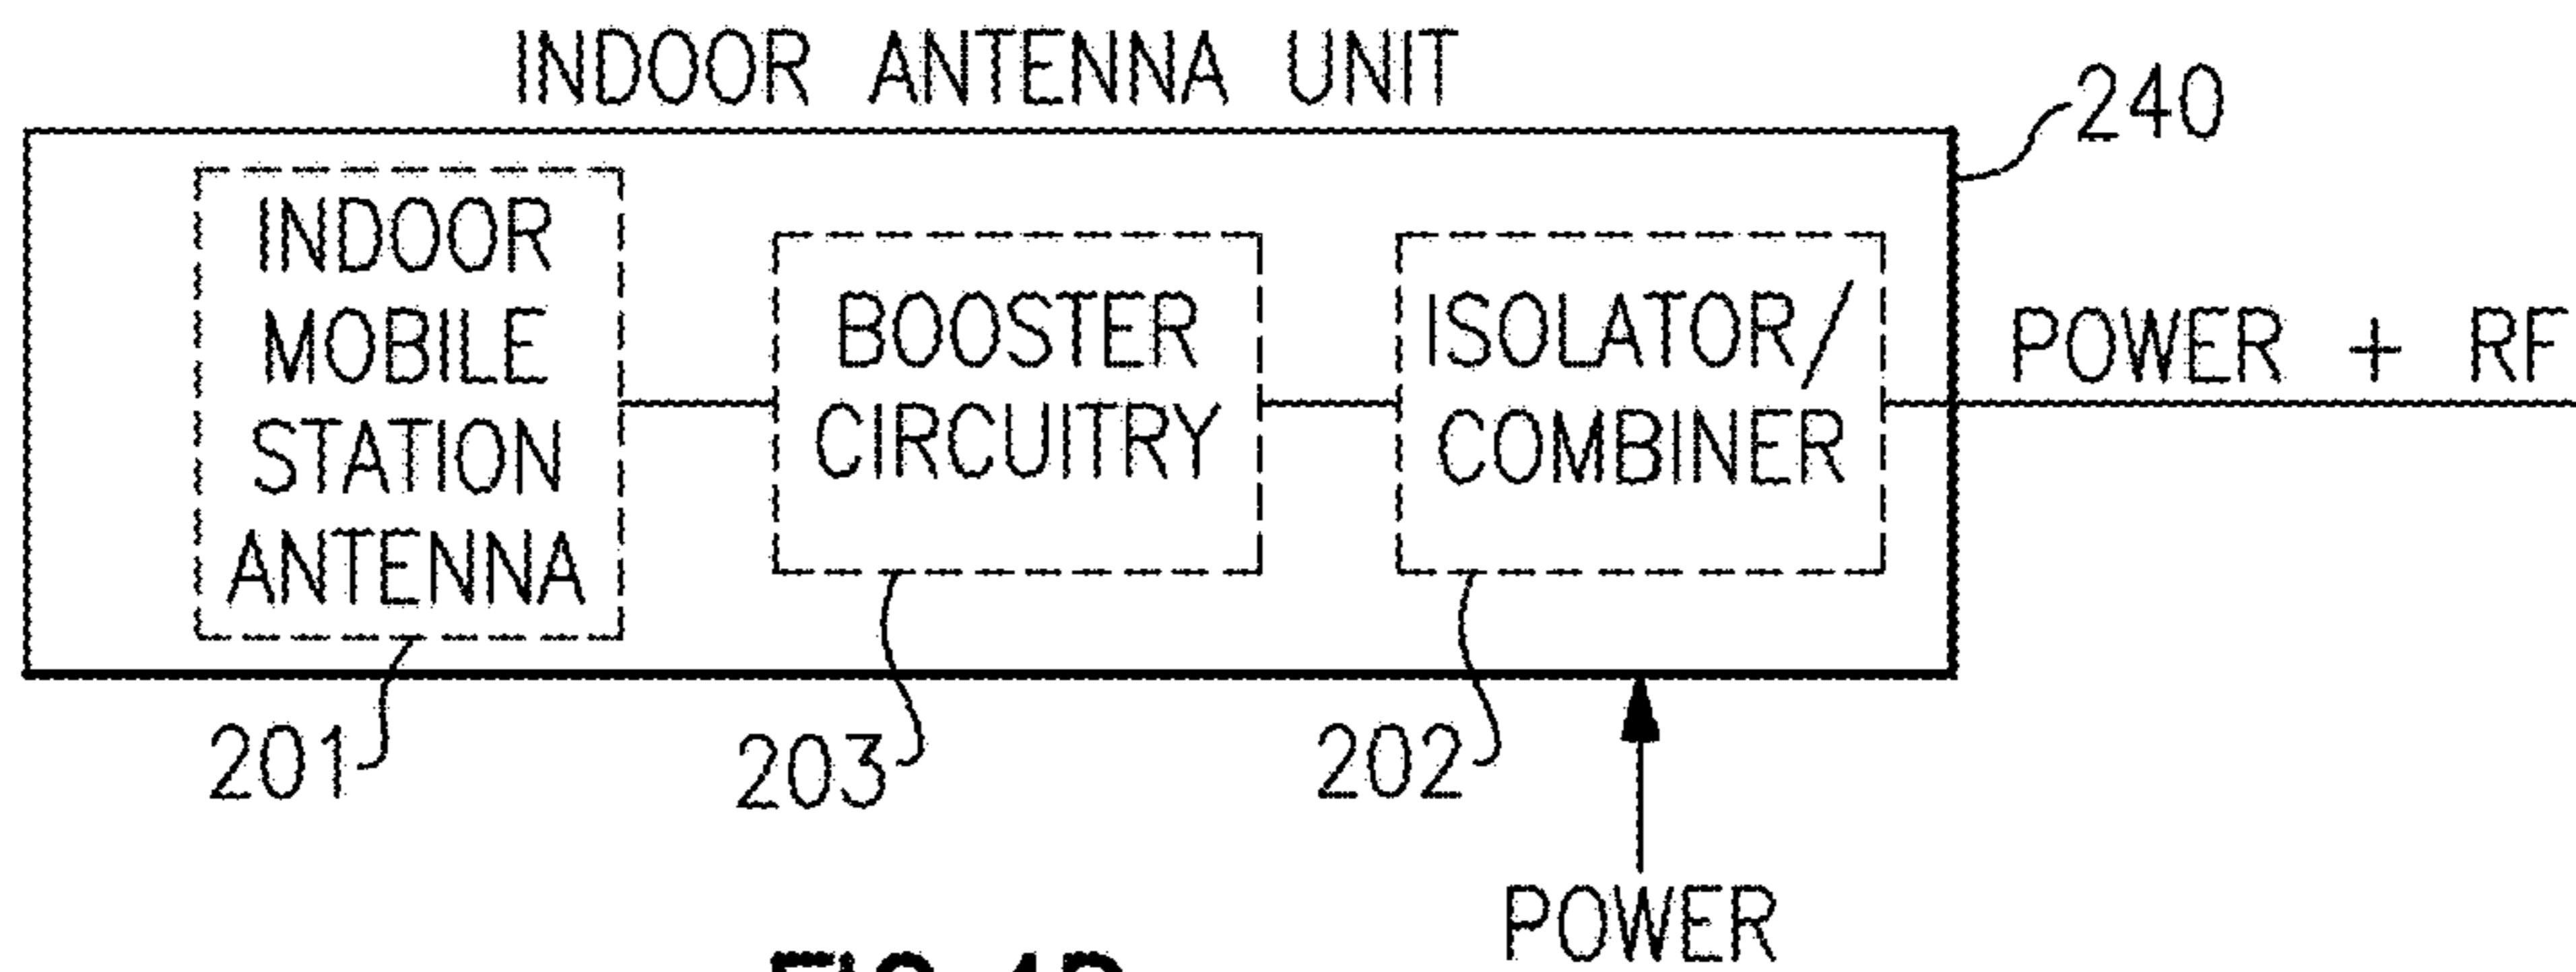 INDOOR ANTENNA UNIT
240
INDOOR
MOBILE
STATION
ANTENNA
BOOSTER
CIRCUITRY
ISOLATOR/
COMBINER
POWER + RF
201
203
202
POWER